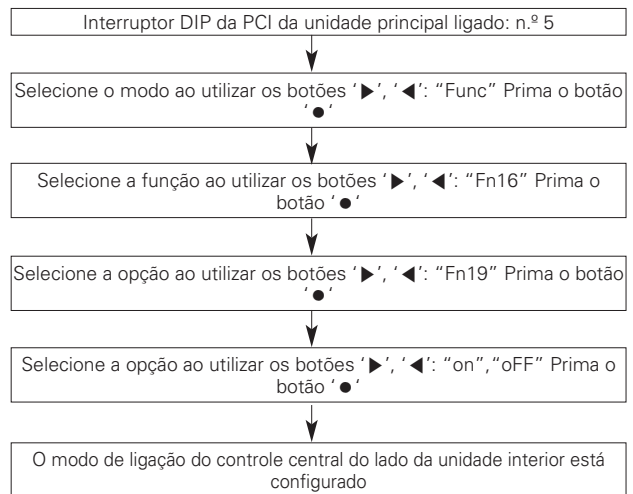 Interruptor DIP da PCI da unidade principal ligado: n.º 5
Selecione o modo ao utilizar os botões ‘▶’, ‘◀’: “Func” Prima o botão
‘ ● ‘
Selecione a função ao utilizar os botões ‘▶’, ‘◀’: “Fn16” Prima o
botão ‘ ● ‘
Selecione a opção ao utilizar os botões ‘▶’, ‘◀’: “Fn19” Prima o botão
‘ ● ‘
Selecione a opção ao utilizar os botões ‘▶’, ‘◀’: “on”,“oFF” Prima o
botão ‘ ● ‘
O modo de ligação do controle central do lado da unidade interior está
configurado